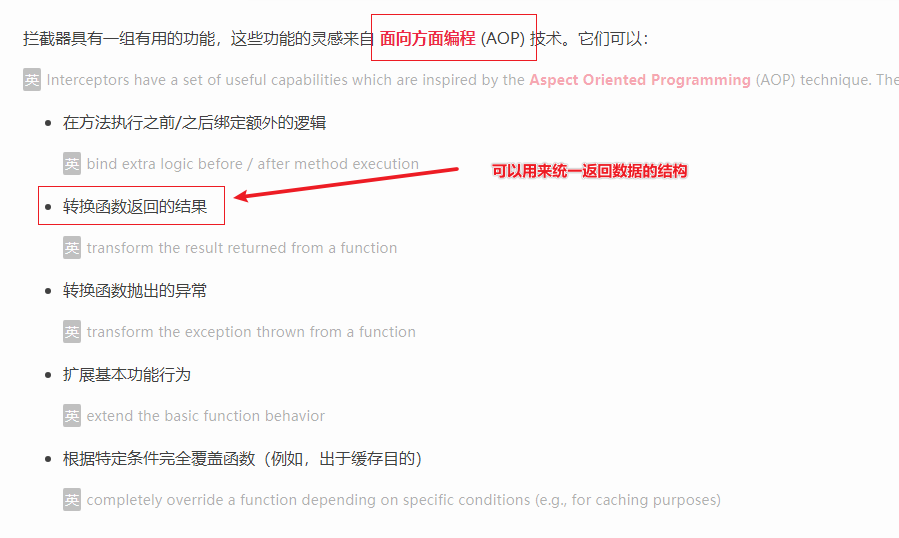 拦截器具有一组有用的功能，这些功能的灵感来自 面向方面编程 (AOP) 技术。它们可以：
英 Interceptors have a set of useful capabilities which are inspired by the Aspect Oriented Programming (AOP) technique. The
• 在方法执行之前/之后绑定额外的逻辑
英 bind extra logic before / after method execution
可以用来统一返回数据的结构
• 转换函数返回的结果
英 transform the result returned from a function
• 转换函数抛出的异常
英 transform the exception thrown from a function
• 扩展基本功能行为
英 extend the basic function behavior
• 根据特定条件完全覆盖函数（例如，出于缓存目的）
英 completely override a function depending on specific conditions (e.g., for caching purposes)